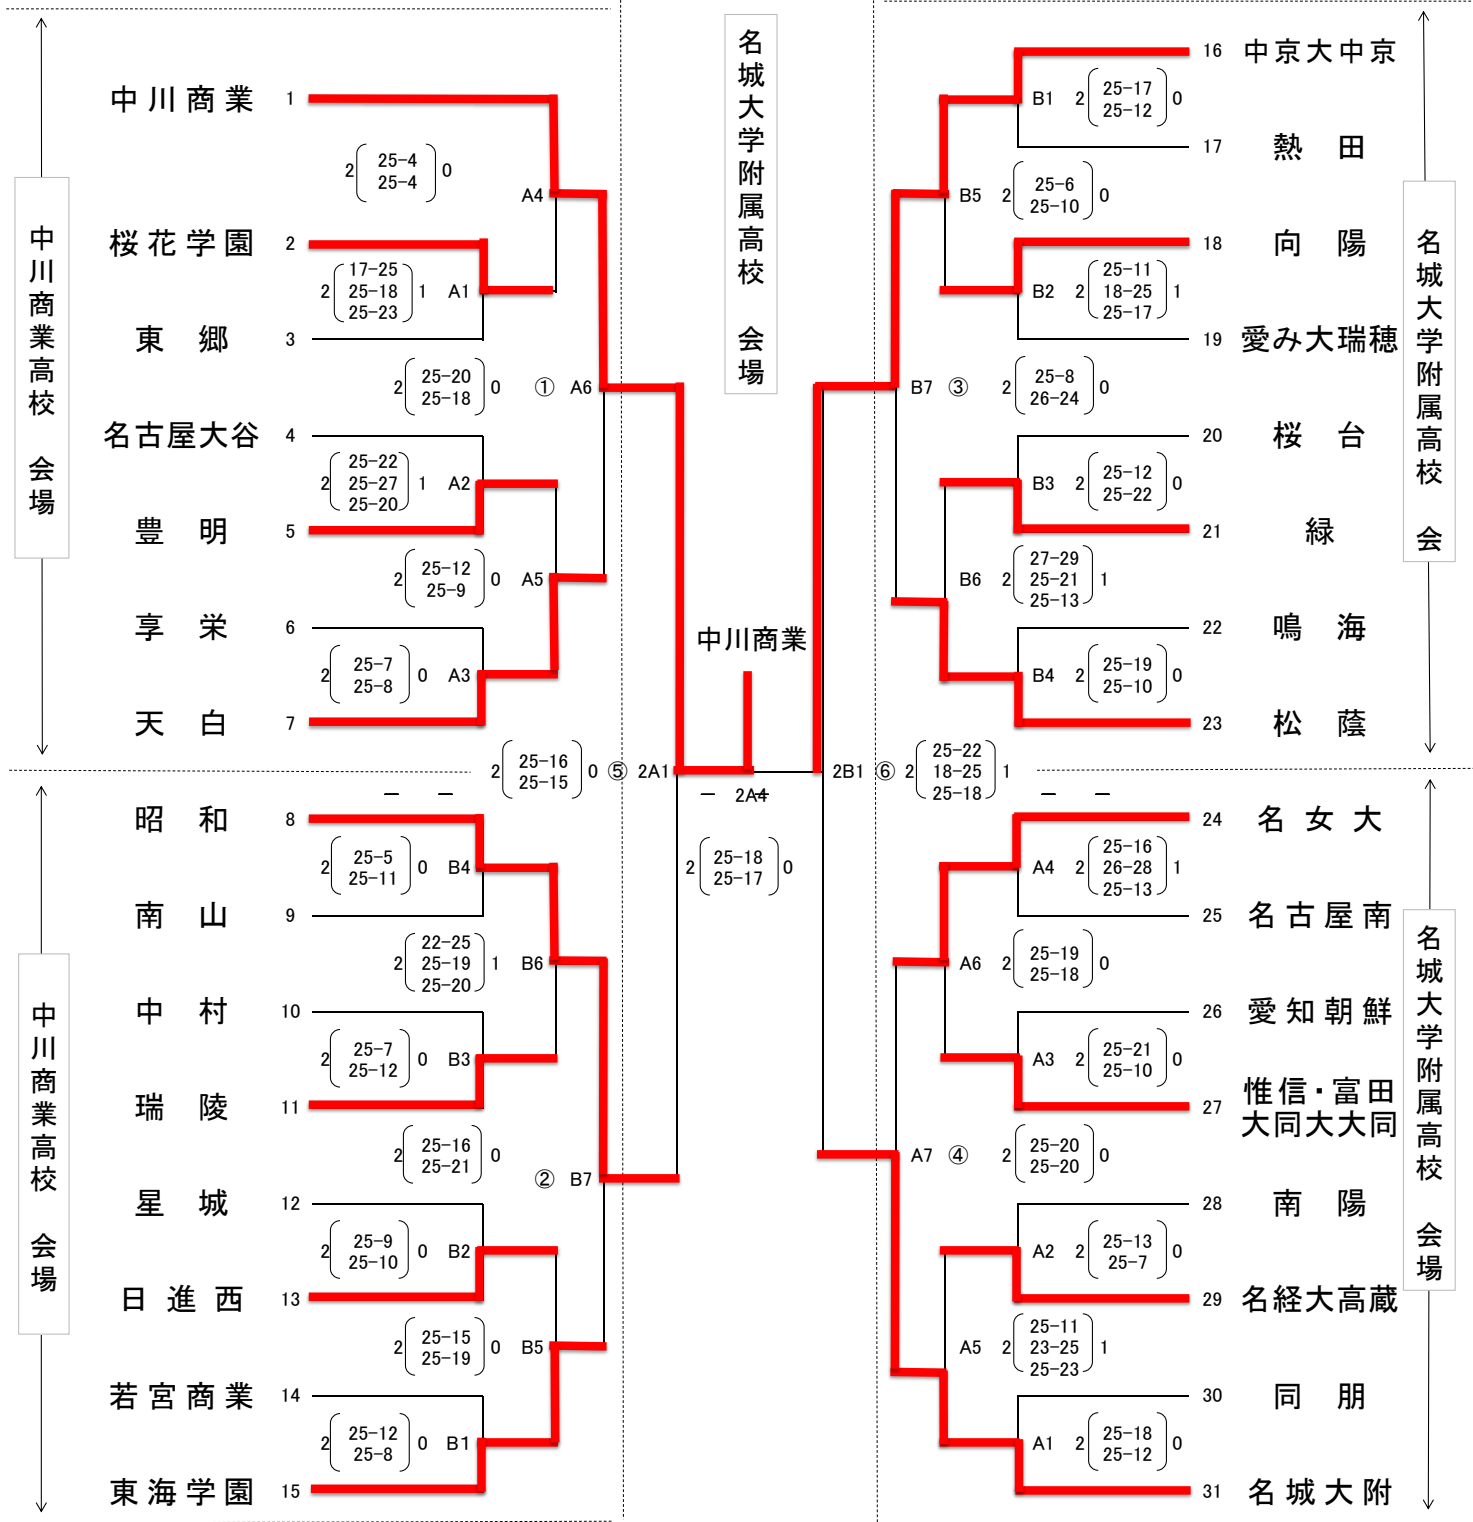 中川商業高校 会場
中川商業 1
2 25-4 0
25-4
A4
桜花学園 2
17-25
2 25-18 1 A1
25-23
東郷 3
2 25-20 0 ① A6
25-18
名古屋大谷 4
25-22
2 25-27 1 A2
25-20
豊明 5
2 25-12 0 A5
25-9
享栄 6
2 25-7 0 A3
25-8
天白 7
2 25-16 0 ⑤ 2A1
25-15
― ―
中川商業高校 会場
昭和 8
2 25-5 0 B4
25-11
南山 9
22-25
2 25-19 1 B6
25-20
中村 10
2 25-7 0 B3
25-12
瑞陵 11
2 25-16 0
25-21
② B7
星城 12
2 25-9 0 B2
25-10
日進西 13
2 25-15 0 B5
25-19
若宮商業 14
2 25-12 0 B1
25-8
東海学園 15
名城大学附属高校 会場
中川商業
― 2A4 ―
2 25-18 0
25-17
名城大学附属高校 会
16 中京大中京
B1 2 25-17 0
25-12
17 熱田
B5 2 25-6 0
25-10
18 向陽
25-11
B2 2 18-25 1
25-17
19 愛み大瑞穂
B7 ③ 2 25-8 0
26-24
20 桜台
B3 2 25-12 0
25-22
21 緑
27-29
B6 2 25-21 1
25-13
22 鳴海
B4 2 25-19 0
25-10
23 松蔭
25-22
2B1 ⑥ 2 18-25 1
25-18
― ―
名城大学附属高校 会場
24 名女大
25-16
A4 2 26-28 1
25-13
25 名古屋南
A6 2 25-19 0
25-18
26 愛知朝鮮
A3 2 25-21 0
25-10
27 惟信・富田
大同大大同
A7 ④ 2 25-20 0
25-20
28 南陽
A2 2 25-13 0
25-7
29 名経大高蔵
25-11
A5 2 23-25 1
25-23
30 同朋
A1 2 25-18 0
25-12
31 名城大附